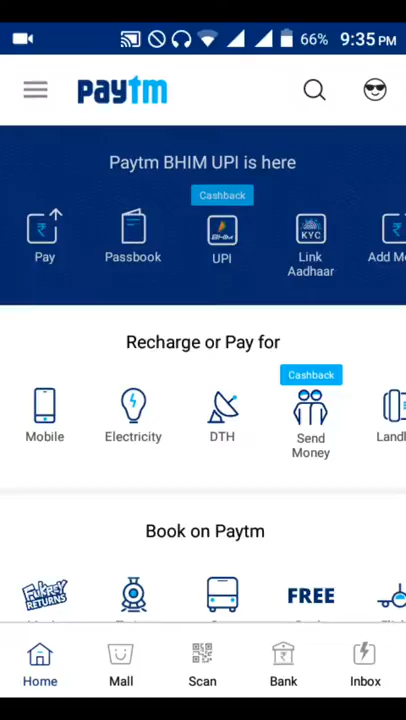 66% 9:35 PM
paytm
Paytm BHIM UPI is here
Cashback
KYC
BHIM
Pay
Passbook
UPI
Link
Aadhaar
Add Mo
Recharge or Pay for
Cashback
Mobile
Electricity
DTH
Send
Money
Landl
Book on Paytm
FUKREY
RETURNS
FREE
Home
Mall
Scan
Bank
Inbox